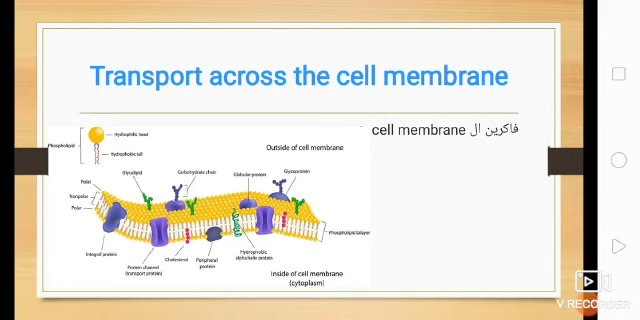 Transport across the cell membrane
فاكرين ال cell membrane
Hydrophilic head
Phospholipid
Hydrophobic tail
Outside of cell membrane
Glycolipid
Carbohydrate chain
Globular protein
Glycoprotein
Polar
Nonpolar
Polar
Phospholipid bilayer
Integral protein
Protein channel
(transport protein)
Cholesterol
Peripheral
protein
Hydrophobic
alpha helix protein
Inside of cell membrane
(cytoplasm)
V RECORDER